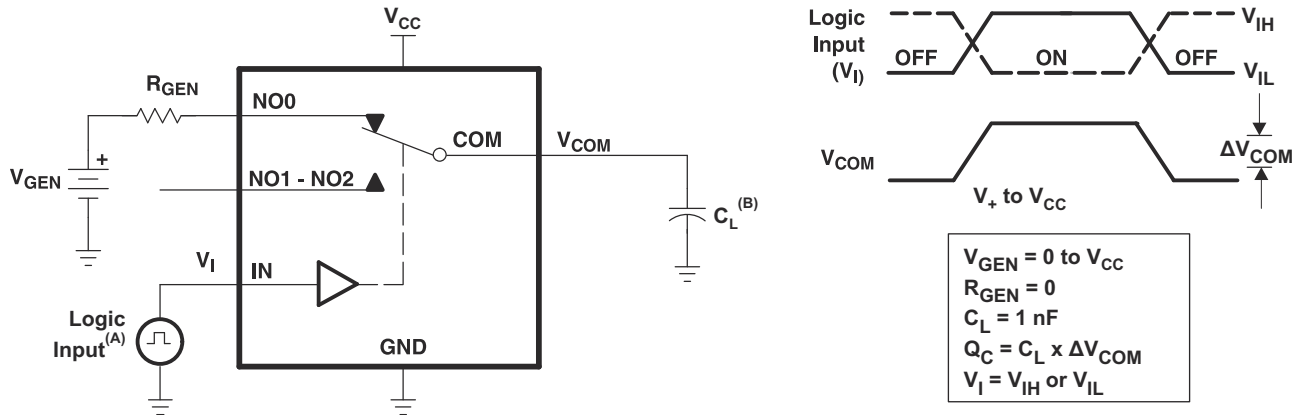 V_CC
R_GEN
NO0
COM
V_COM
V_GEN
+
NO1 - NO2
C_L^(B)
V_I
IN
Logic
Input^(A)
GND
Logic
Input
(V_I)
OFF
ON
OFF
V_IH
V_IL
V_COM
ΔV_COM
V_+ to V_CC
V_GEN = 0 to V_CC
R_GEN = 0
C_L = 1 nF
Q_C = C_L x ΔV_COM
V_I = V_IH or V_IL